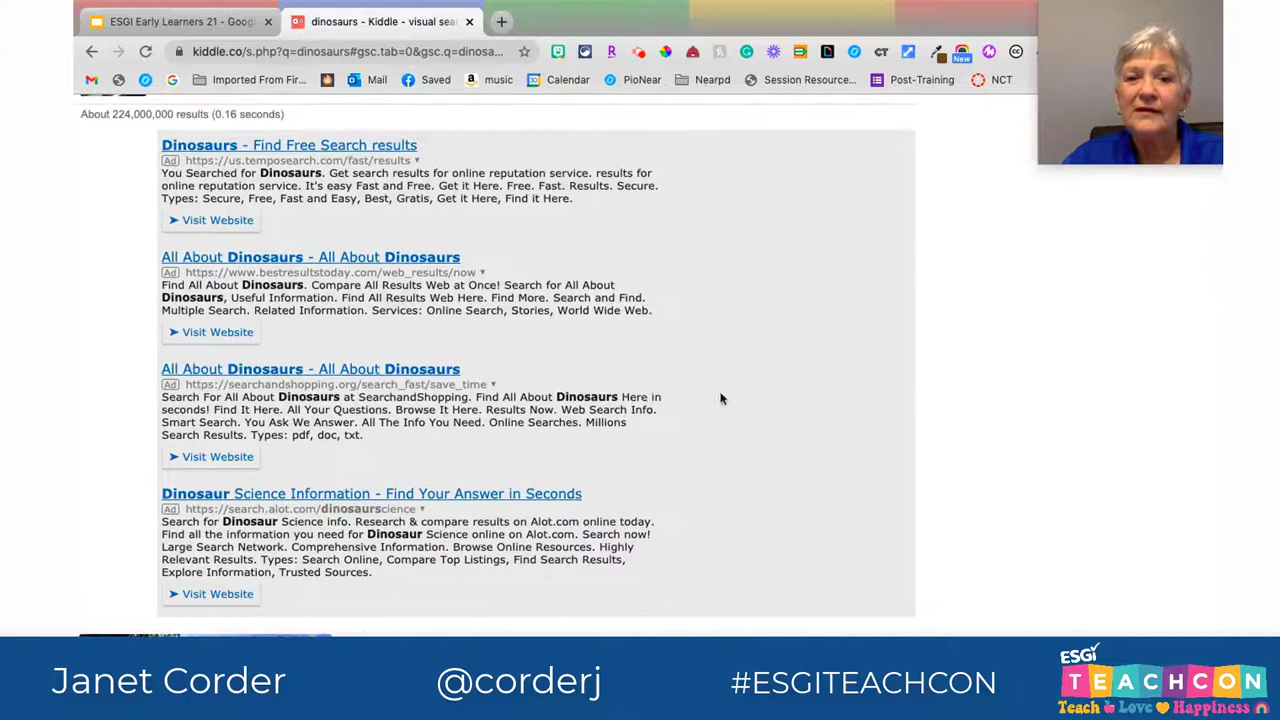 ESGI Early Learners 21 - Googl
dinosaurs - Kiddle - visual sear
kiddle.co/s.php?q=dinosaurs#gsc.tab=0&gsc.q=dinosa...
New
Imported From Fir...
Mail
Saved
music
Calendar
PioNear
Nearpd
Session Resource...
Post-Training
NCT
About 224,000,000 results (0.16 seconds)
Dinosaurs - Find Free Search results
Ad https://us.temposearch.com/fast/results
You Searched for Dinosaurs. Get search results for online reputation service. results for
online reputation service. It's easy Fast and Free. Get it Here. Free. Fast. Results. Secure.
Types: Secure, Free, Fast and Easy, Best, Gratis, Get it Here, Find it Here.
Visit Website
All About Dinosaurs - All About Dinosaurs
Ad https://www.bestresultstoday.com/web_results/now
Find All About Dinosaurs. Compare All Results Web at Once! Search for All About
Dinosaurs, Useful Information. Find All Results Web Here. Find More. Search and Find.
Multiple Search. Related Information. Services: Online Search, Stories, World Wide Web.
Visit Website
All About Dinosaurs - All About Dinosaurs
Ad https://searchandshopping.org/search_fast/save_time
Search For All About Dinosaurs at SearchandShopping. Find All About Dinosaurs Here in
seconds! Find It Here. All Your Questions. Browse It Here. Results Now. Web Search Info.
Smart Search. You Ask We Answer. All The Info You Need. Online Searches. Millions
Search Results. Types: pdf, doc, txt.
Visit Website
Dinosaur Science Information - Find Your Answer in Seconds
Ad https://search.alot.com/dinosaurscience
Search for Dinosaur Science info. Research & compare results on Alot.com online today.
Find all the information you need for Dinosaur Science online on Alot.com. Search now!
Large Search Network. Comprehensive Information. Browse Online Resources. Highly
Relevant Results. Types: Search Online, Compare Top Listings, Find Search Results,
Explore Information, Trusted Sources.
Visit Website
Janet Corder
@corderj
#ESGITEACHCON
ESGi
TEACHCON
Teach Love Happiness